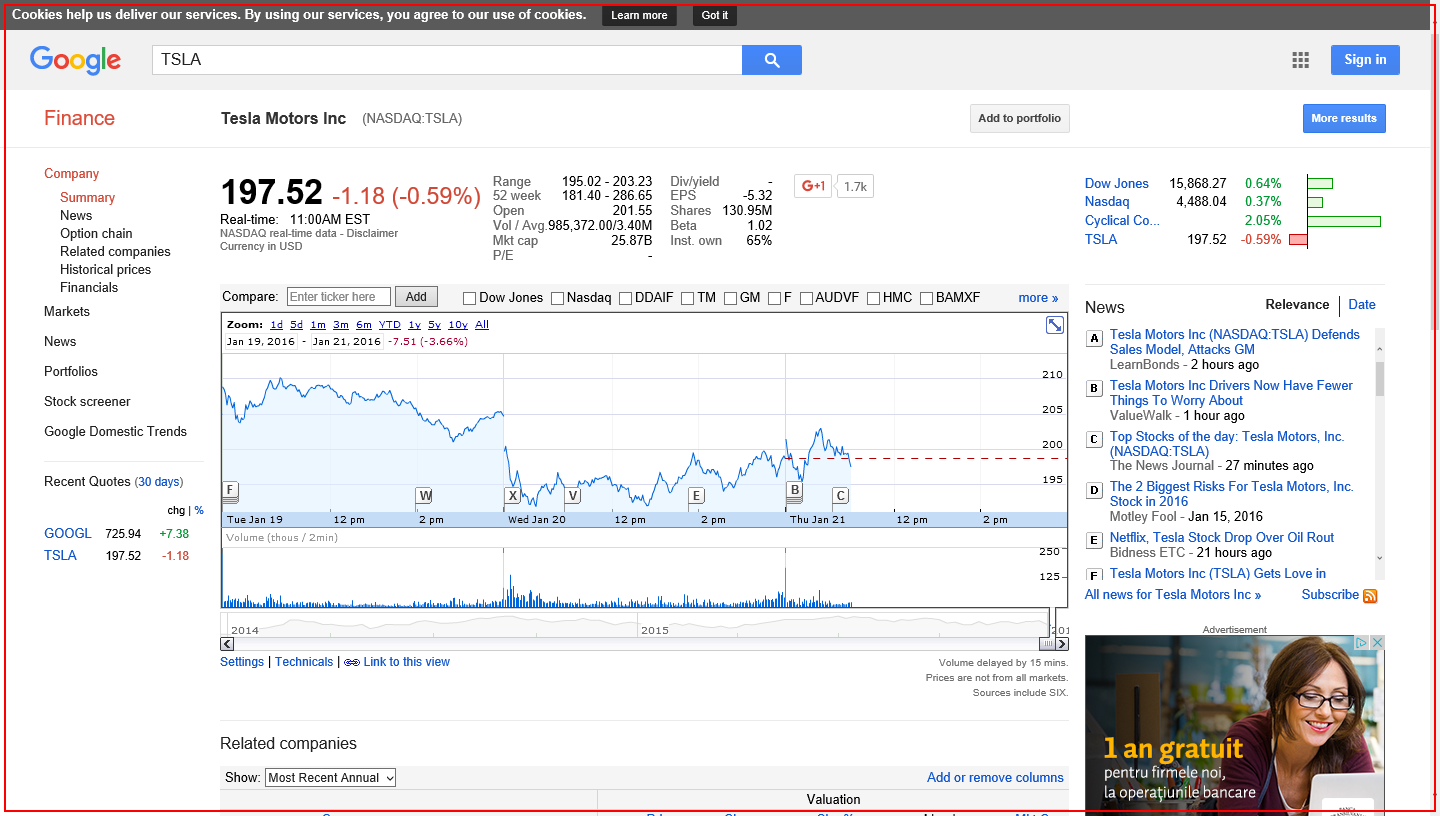 Cookies help us deliver our services. By using our services, you agree to our use of cookies. Learn more Got it
Google TSLA Sign in
Finance Tesla Motors Inc (NASDAQ:TSLA) Add to portfolio More results
Company
Summary
News
Option chain
Related companies
Historical prices
Financials
Markets
News
Portfolios
Stock screener
Google Domestic Trends
Recent Quotes (30 days)
chg | %
GOOGL 725.94 +7.38
TSLA 197.52 -1.18
197.52 -1.18 (-0.59%)
Real-time: 11:00AM EST
NASDAQ real-time data - Disclaimer
Currency in USD
Range 195.02 - 203.23
52 week 181.40 - 286.65
Open 201.55
Vol / Avg. 985,372.00/3.40M
Mkt cap 25.87B
P/E -
Div/yield -
EPS -5.32
Shares 130.95M
Beta 1.02
Inst. own 65%
G+1 1.7k
Dow Jones 15,868.27 0.64%
Nasdaq 4,488.04 0.37%
Cyclical Co... 2.05%
TSLA 197.52 -0.59%
Compare: Enter ticker here Add Dow Jones Nasdaq DDAIF TM GM F AUDVF HMC BAMXF more »
Zoom: 1d 5d 1m 3m 6m YTD 1y 5y 10y All
Jan 19, 2016 - Jan 21, 2016 -7.51 (-3.66%)
210
205
200
195
F W X V E B C
Tue Jan 19 12 pm 2 pm Wed Jan 20 12 pm 2 pm Thu Jan 21 12 pm 2 pm
Volume (thous / 2min)
250
125
2014 2015 201
Settings | Technicals | Link to this view
Volume delayed by 15 mins.
Prices are not from all markets.
Sources include SIX.
Related companies
Show: Most Recent Annual Add or remove columns
Valuation
News Relevance | Date
A Tesla Motors Inc (NASDAQ:TSLA) Defends
Sales Model, Attacks GM
LearnBonds - 2 hours ago
B Tesla Motors Inc Drivers Now Have Fewer
Things To Worry About
ValueWalk - 1 hour ago
C Top Stocks of the day: Tesla Motors, Inc.
(NASDAQ:TSLA)
The News Journal - 27 minutes ago
D The 2 Biggest Risks For Tesla Motors, Inc.
Stock in 2016
Motley Fool - Jan 15, 2016
E Netflix, Tesla Stock Drop Over Oil Rout
Bidness ETC - 21 hours ago
F Tesla Motors Inc (TSLA) Gets Love in
All news for Tesla Motors Inc » Subscribe
Advertisement
1 an gratuit
pentru firmele noi,
la operațiunile bancare